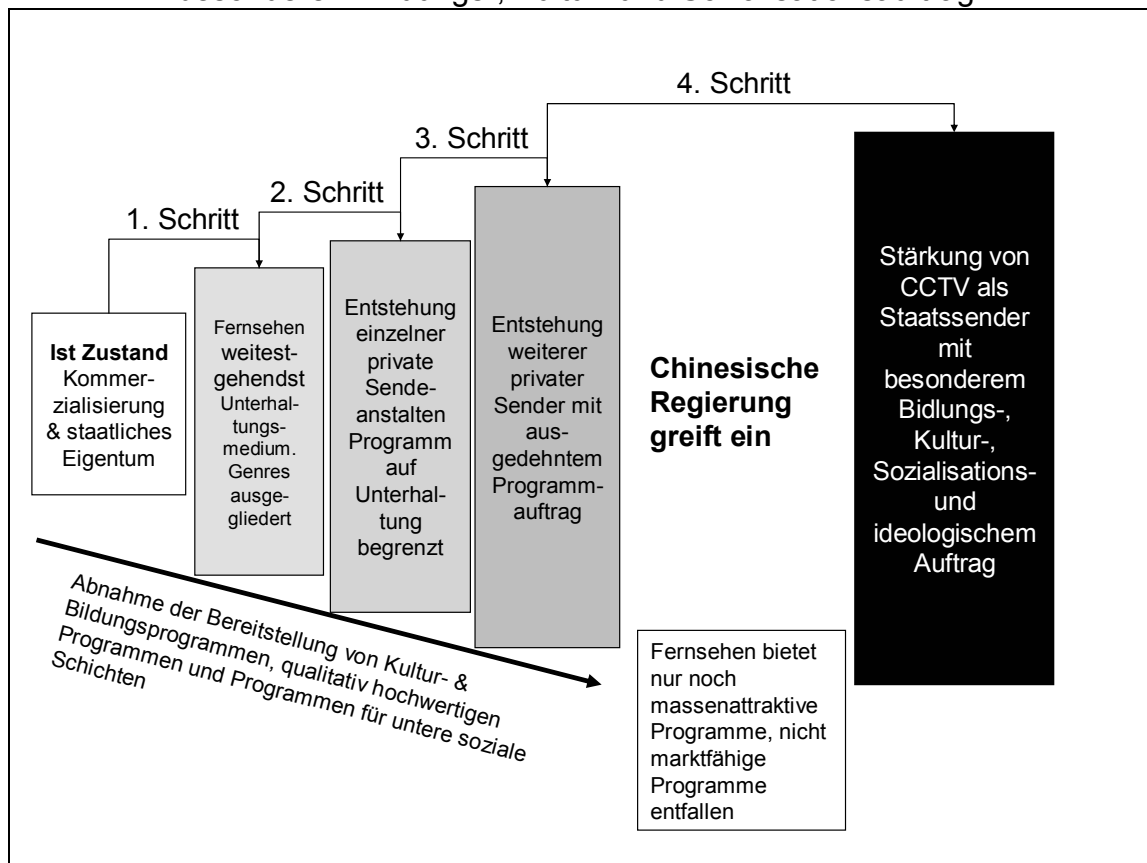 4. Schritt
3. Schritt
2. Schritt
1. Schritt
Ist Zustand
Kommer-
zialisierung
& staatliches
Eigentum
Fernsehen
weitest-
gehendst
Unterhal-
tungs-
medium.
Genres
ausge-
gliedert
Entstehung
einzelner
private
Sende-
anstalten
Programm
auf
Unterhal-
tung
begrenzt
Entstehung
weiterer
privater
Sender mit
aus-
gedehntem
Programm-
auftrag
Chinesische
Regierung
greift ein
Stärkung von
CCTV als
Staatssender
mit
besonderem
Bidlungs-,
Kultur-,
Sozialisations-
und
ideologischem
Auftrag
Abnahme der Bereitstellung von Kultur- &
Bildungsprogrammen, qualitativ hochwertigen
Programmen und Programmen für untere soziale
Schichten
Fernsehen bietet
nur noch
massenattraktive
Programme, nicht
marktfähige
Programme
entfallen